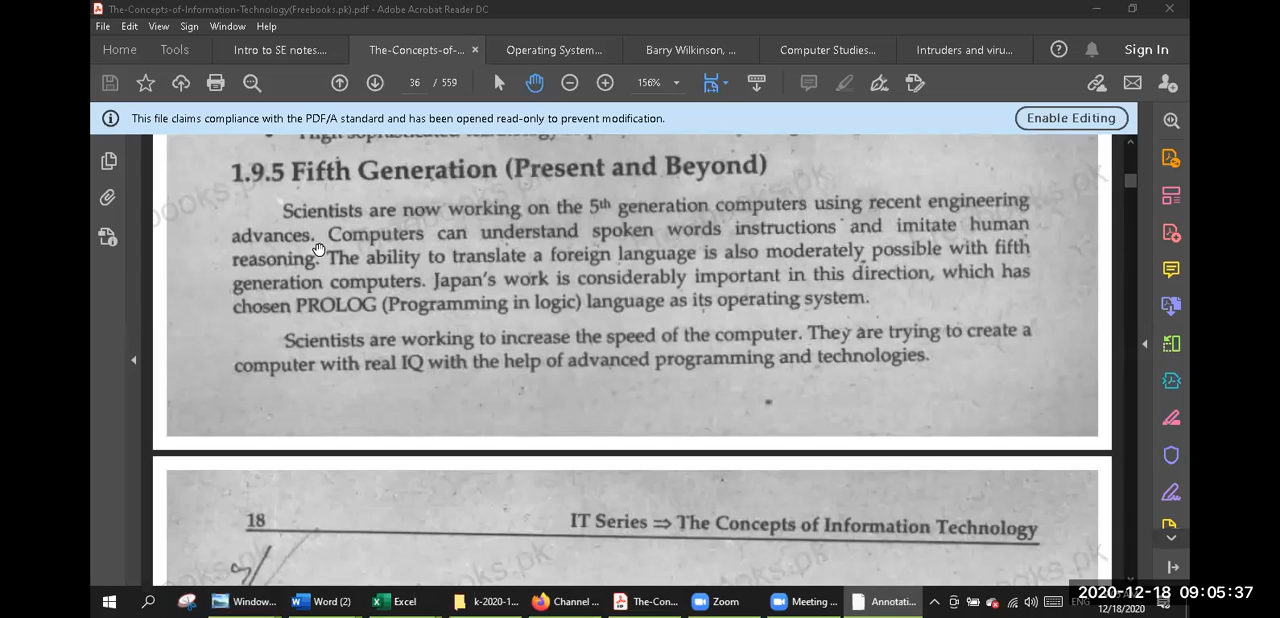 The-Concepts-of-Information-Technology(Freebooks.pk).pdf - Adobe Acrobat Reader DC
File Edit View Sign Window Help
Home Tools Intro to SE notes.... The-Concepts-of-... × Operating System... Barry Wilkinson, ... Computer Studies... Intruders and viru... Sign In
36 / 559 156%
This file claims compliance with the PDF/A standard and has been opened read-only to prevent modification. Enable Editing
1.9.5 Fifth Generation (Present and Beyond)
Scientists are now working on the 5th generation computers using recent engineering
advances. Computers can understand spoken words instructions and imitate human
reasoning. The ability to translate a foreign language is also moderately possible with fifth
generation computers. Japan's work is considerably important in this direction, which has
chosen PROLOG (Programming in logic) language as its operating system.
Scientists are working to increase the speed of the computer. They are trying to create a
computer with real IQ with the help of advanced programming and technologies.
18 IT Series ⇒ The Concepts of Information Technology
Window... Word (2) Excel k-2020-1... Channel ... The-Con... Zoom Meeting ... Annotati... ENG
2020-12-18 09:05:37
12/18/2020